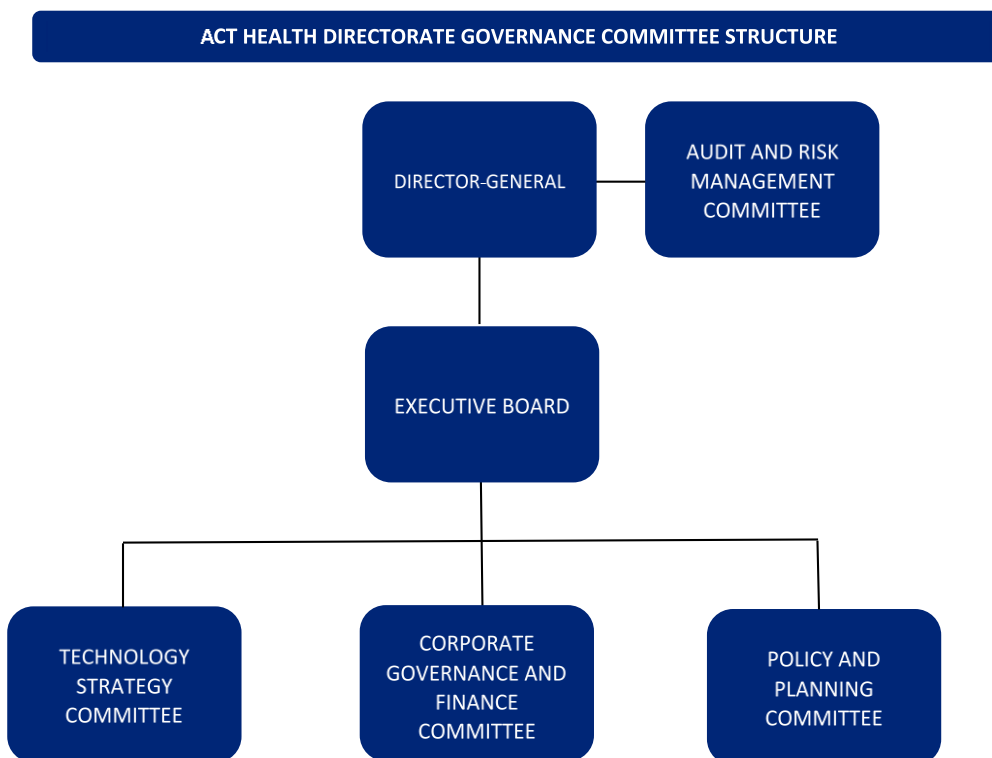 ACT HEALTH DIRECTORATE GOVERNANCE COMMITTEE STRUCTURE
DIRECTOR-GENERAL
AUDIT AND RISK
MANAGEMENT
COMMITTEE
EXECUTIVE BOARD
TECHNOLOGY
STRATEGY
COMMITTEE
CORPORATE
GOVERNANCE AND
FINANCE
COMMITTEE
POLICY AND
PLANNING
COMMITTEE